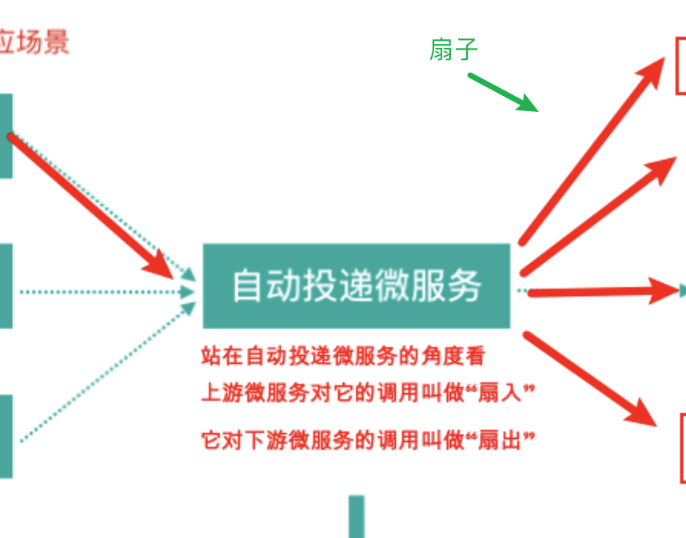 应场景
扇子
自动投递微服务
站在自动投递微服务的角度看
上游微服务对它的调用叫做“扇入”
它对下游微服务的调用叫做“扇出”